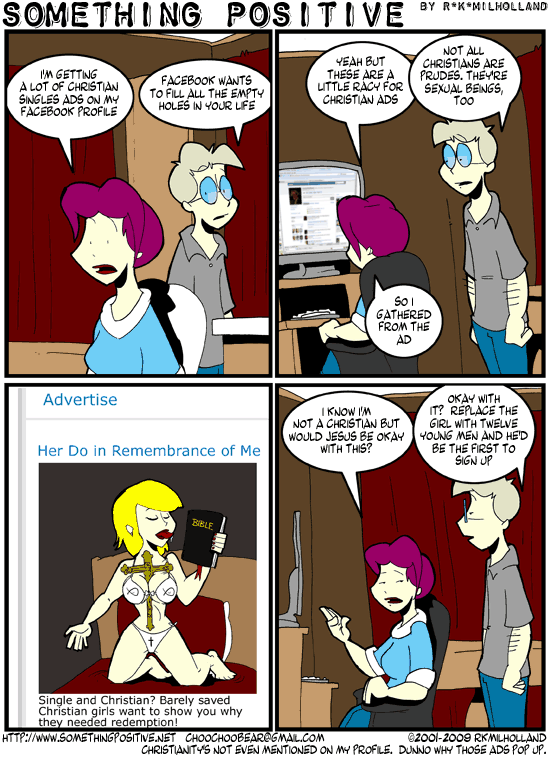 SOMETHING POSITIVE BY R*K*MILHOLLAND
I'M GETTING
A LOT OF CHRISTIAN
SINGLES ADS ON MY
FACEBOOK PROFILE
FACEBOOK WANTS
TO FILL ALL THE EMPTY
HOLES IN YOUR LIFE
YEAH BUT
THESE ARE A
LITTLE RACY FOR
CHRISTIAN ADS
NOT ALL
CHRISTIANS ARE
PRUDES. THEY'RE
SEXUAL BEINGS,
TOO
SO I
GATHERED
FROM THE
AD
Advertise
Her Do in Remembrance of Me
BIBLE
Single and Christian? Barely saved
Christian girls want to show you why
they needed redemption!
I KNOW I'M
NOT A CHRISTIAN BUT
WOULD JESUS BE OKAY
WITH THIS?
OKAY WITH
IT? REPLACE THE
GIRL WITH TWELVE
YOUNG MEN AND HE'D
BE THE FIRST TO
SIGN UP
HTTP://WWW.SOMETHINGPOSITIVE.NET CHOOCHOOBEAR@GMAIL.COM ©2001-2009 RKMILHOLLAND
CHRISTIANITY'S NOT EVEN MENTIONED ON MY PROFILE. DUNNO WHY THOSE ADS POP UP.